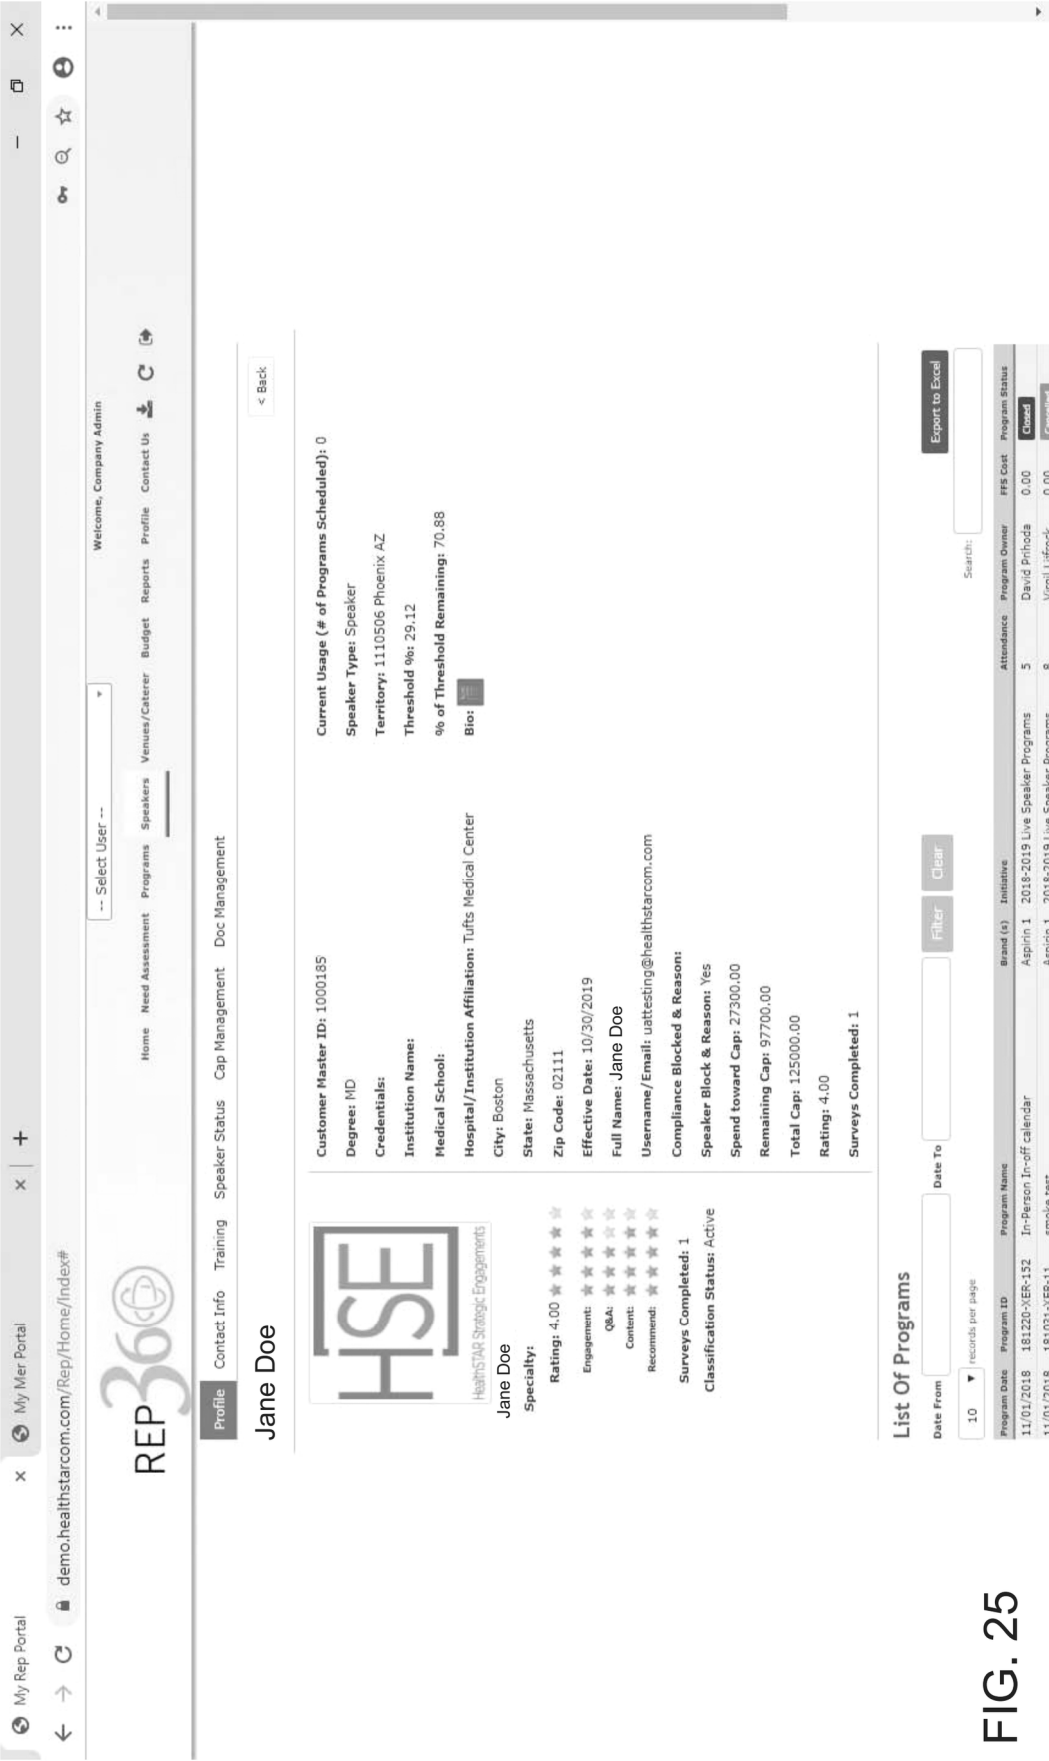 My Rep Portal
My Mer Portal
demo.healthstarcom.com/Rep/Home/Index#
-- Select User --
Welcome, Company Admin
REP360
Home Need Assessment Programs Speakers Venues/Caterer Budget Reports Profile Contact Us
Profile Contact Info Training Speaker Status Cap Management Doc Management
Jane Doe
< Back
HSE
HealthSTAR Strategic Engagements
Jane Doe
Specialty:
Rating: 4.00
Engagement:
Q&A:
Content:
Recommend:
Surveys Completed: 1
Classification Status: Active
Customer Master ID: 1000185
Degree: MD
Credentials:
Institution Name:
Medical School:
Hospital/Institution Affiliation: Tufts Medical Center
City: Boston
State: Massachusetts
Zip Code: 02111
Effective Date: 10/30/2019
Full Name: Jane Doe
Username/Email: uattesting@healthstarcom.com
Compliance Blocked & Reason:
Speaker Block & Reason: Yes
Spend toward Cap: 27300.00
Remaining Cap: 97700.00
Total Cap: 125000.00
Rating: 4.00
Surveys Completed: 1
Current Usage (# of Programs Scheduled): 0
Speaker Type: Speaker
Territory: 1110506 Phoenix AZ
Threshold %: 29.12
% of Threshold Remaining: 70.88
Bio:
List Of Programs
Date From Date To Filter Clear Export to Excel
10 records per page Search:
Program Date Program ID Program Name Brand (s) Initiative Attendance Program Owner FFS Cost Program Status
11/01/2018 181220-XER-152 In-Person In-off calendar Aspirin 1 2018-2019 Live Speaker Programs 5 David Prihoda 0.00 Closed
FIG. 25